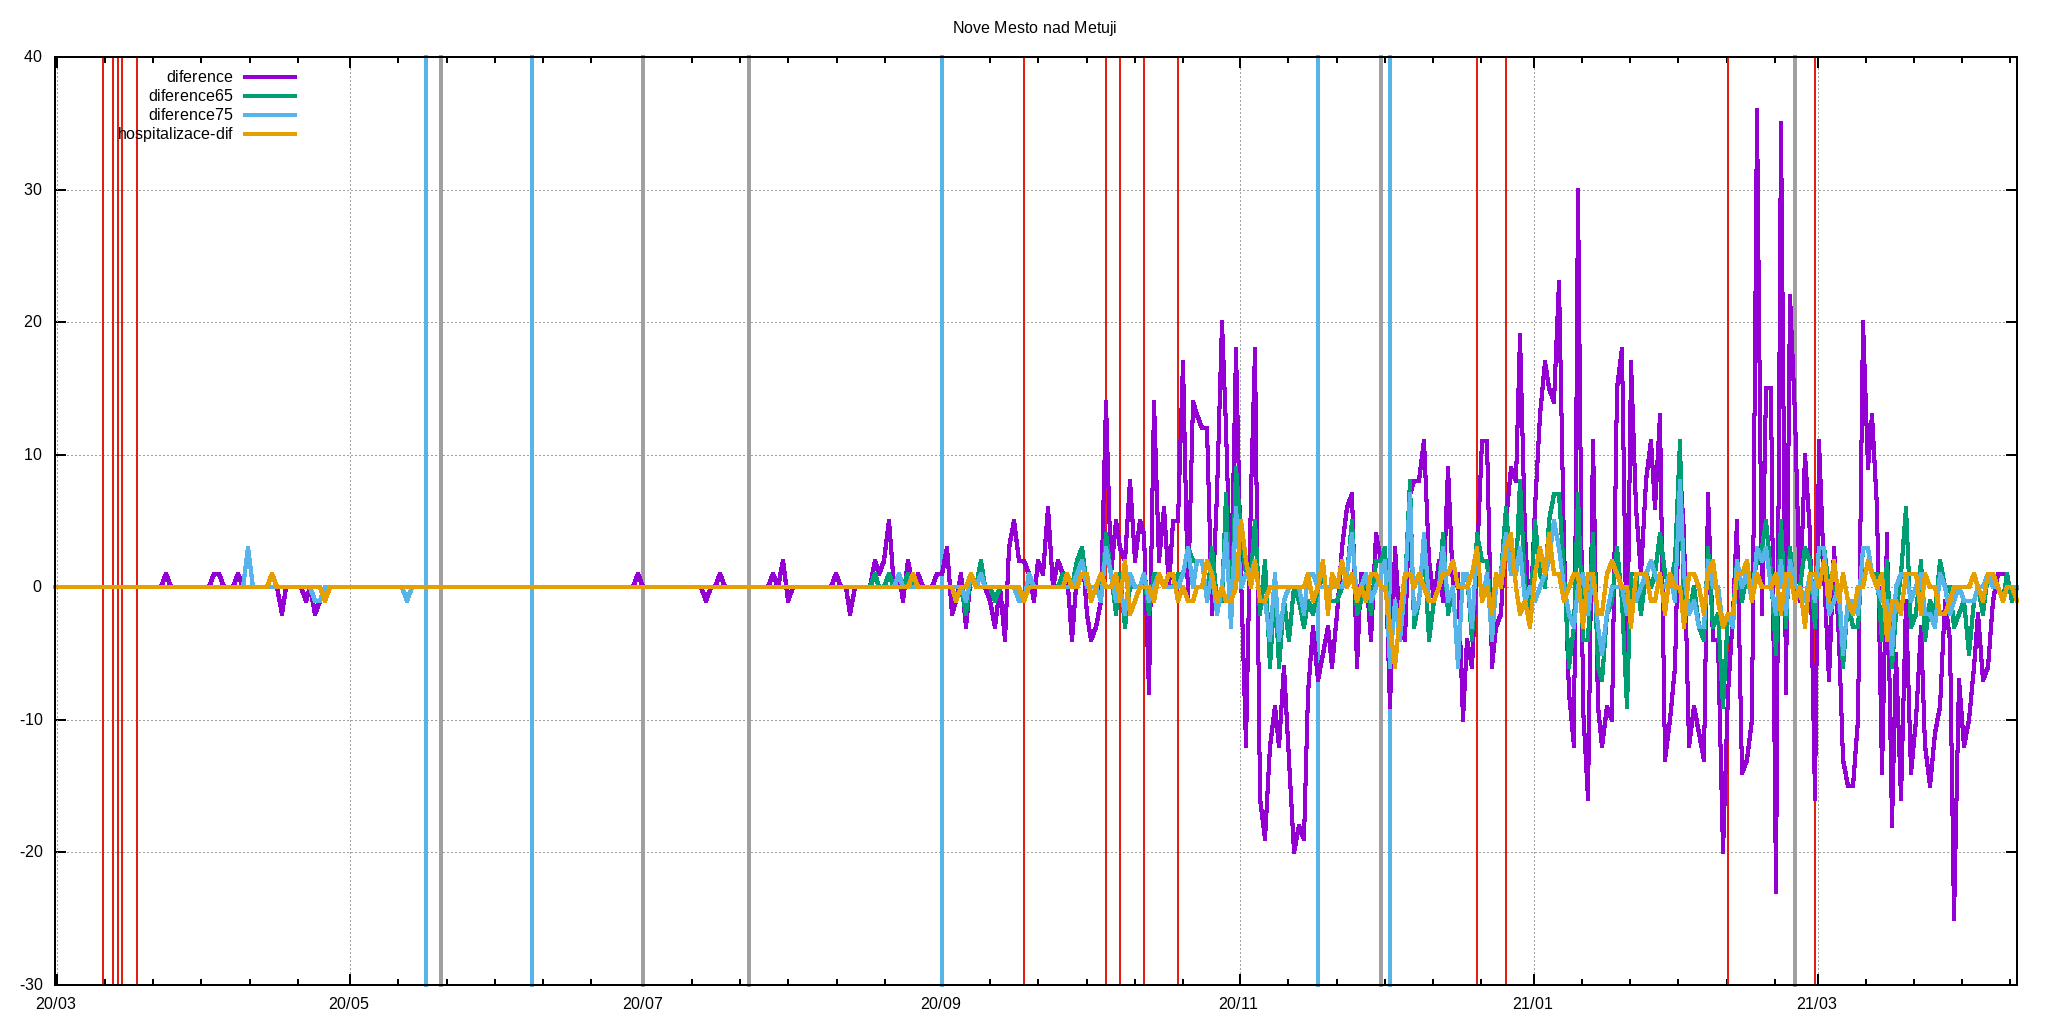 Nove Mesto nad Metuji
40
30
20
10
0
-10
-20
-30
diference
diference65
diference75
hospitalizace-dif
20/03 20/05 20/07 20/09 20/11 21/01 21/03